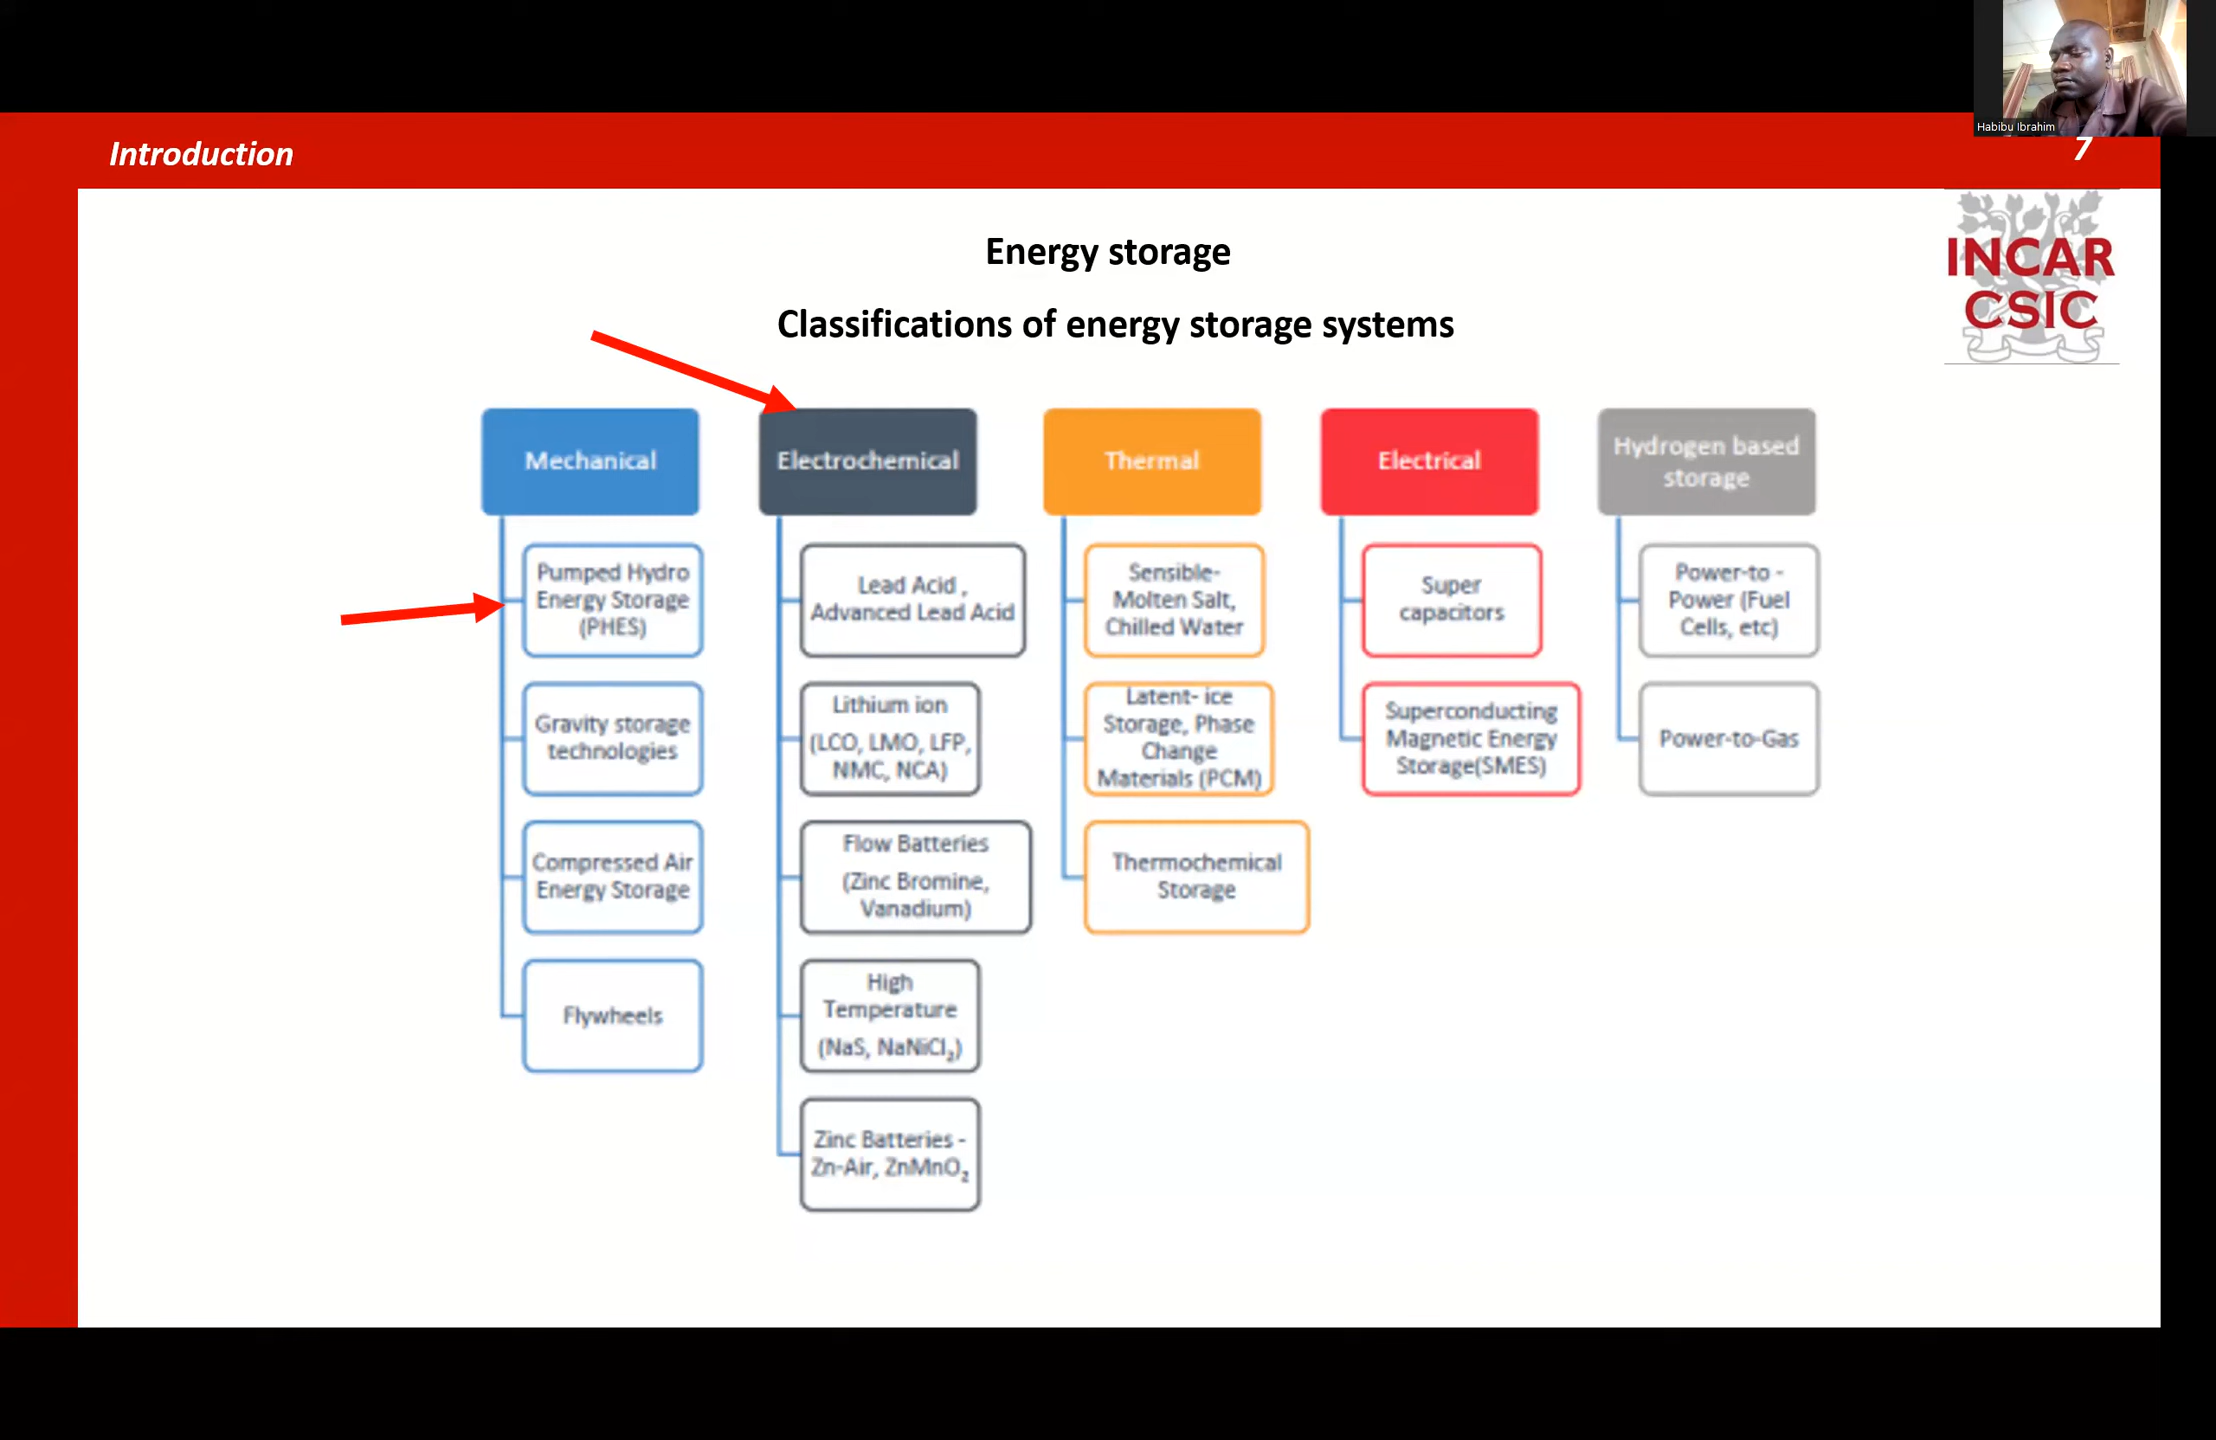 Habibu Ibrahim
Introduction
7
INCAR
CSIC
Energy storage
Classifications of energy storage systems
Mechanical
Pumped Hydro
Energy Storage
(PHES)
Gravity storage
technologies
Compressed Air
Energy Storage
Flywheels
Electrochemical
Lead Acid ,
Advanced Lead Acid
Lithium ion
(LCO, LMO, LFP,
NMC, NCA)
Flow Batteries
(Zinc Bromine,
Vanadium)
High
Temperature
(NaS, NaNiCl₂)
Zinc Batteries -
Zn-Air, ZnMnO₂
Thermal
Sensible-
Molten Salt,
Chilled Water
Latent- ice
Storage, Phase
Change
Materials (PCM)
Thermochemical
Storage
Electrical
Super
capacitors
Superconducting
Magnetic Energy
Storage(SMES)
Hydrogen based
storage
Power-to -
Power (Fuel
Cells, etc)
Power-to-Gas